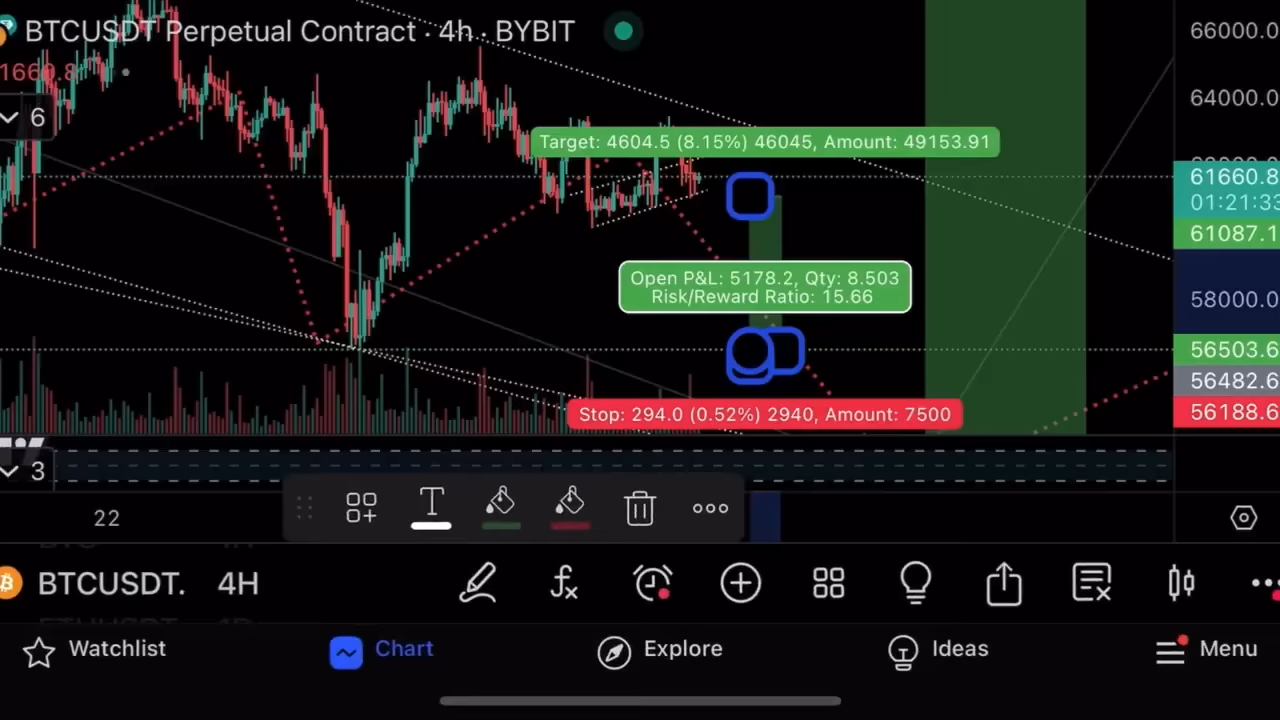 BTCUSDT Perpetual Contract · 4h · BYBIT
66000.0
1660.8
64000.0
6
Target: 4604.5 (8.15%) 46045, Amount: 49153.91
61660.8
01:21:33
61087.1
Open P&L: 5178.2, Qty: 8.503
Risk/Reward Ratio: 15.66
58000.0
56503.6
56482.6
Stop: 294.0 (0.52%) 2940, Amount: 7500
56188.6
3
22
T
BTCUSDT. 4H
Watchlist
Chart
Explore
Ideas
Menu